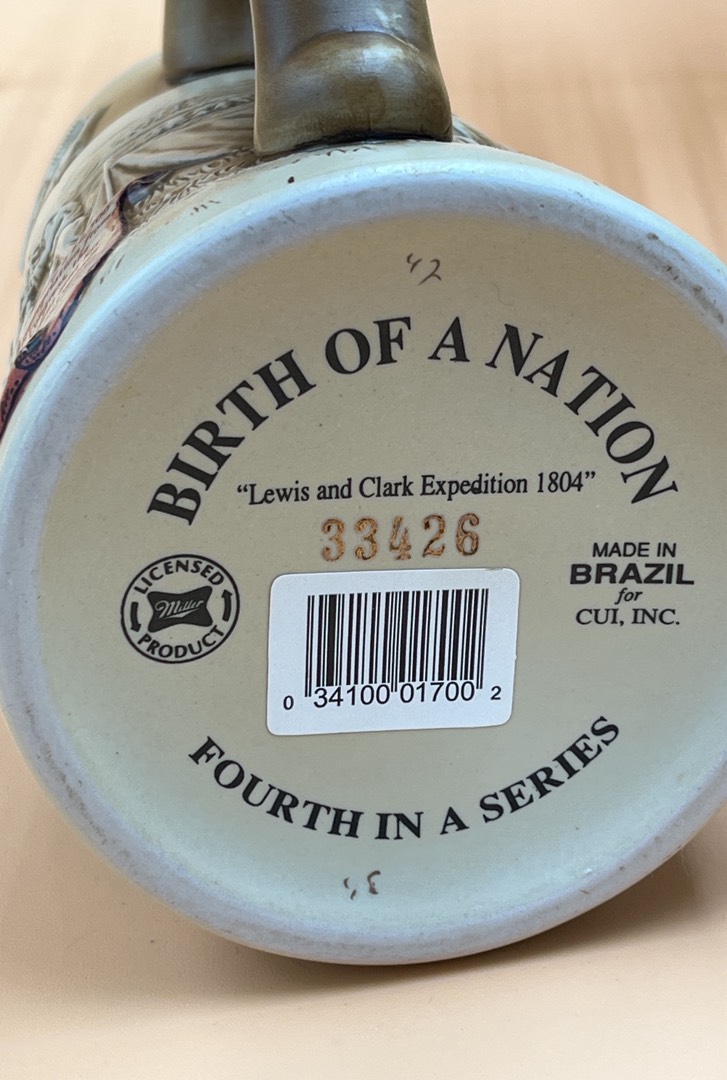 42
BIRTH OF A NATION
“Lewis and Clark Expedition 1804”
33426
LICENSED
Miller
PRODUCT
MADE IN
BRAZIL
for
CUI, INC.
0 34100 01700 2
FOURTH IN A SERIES